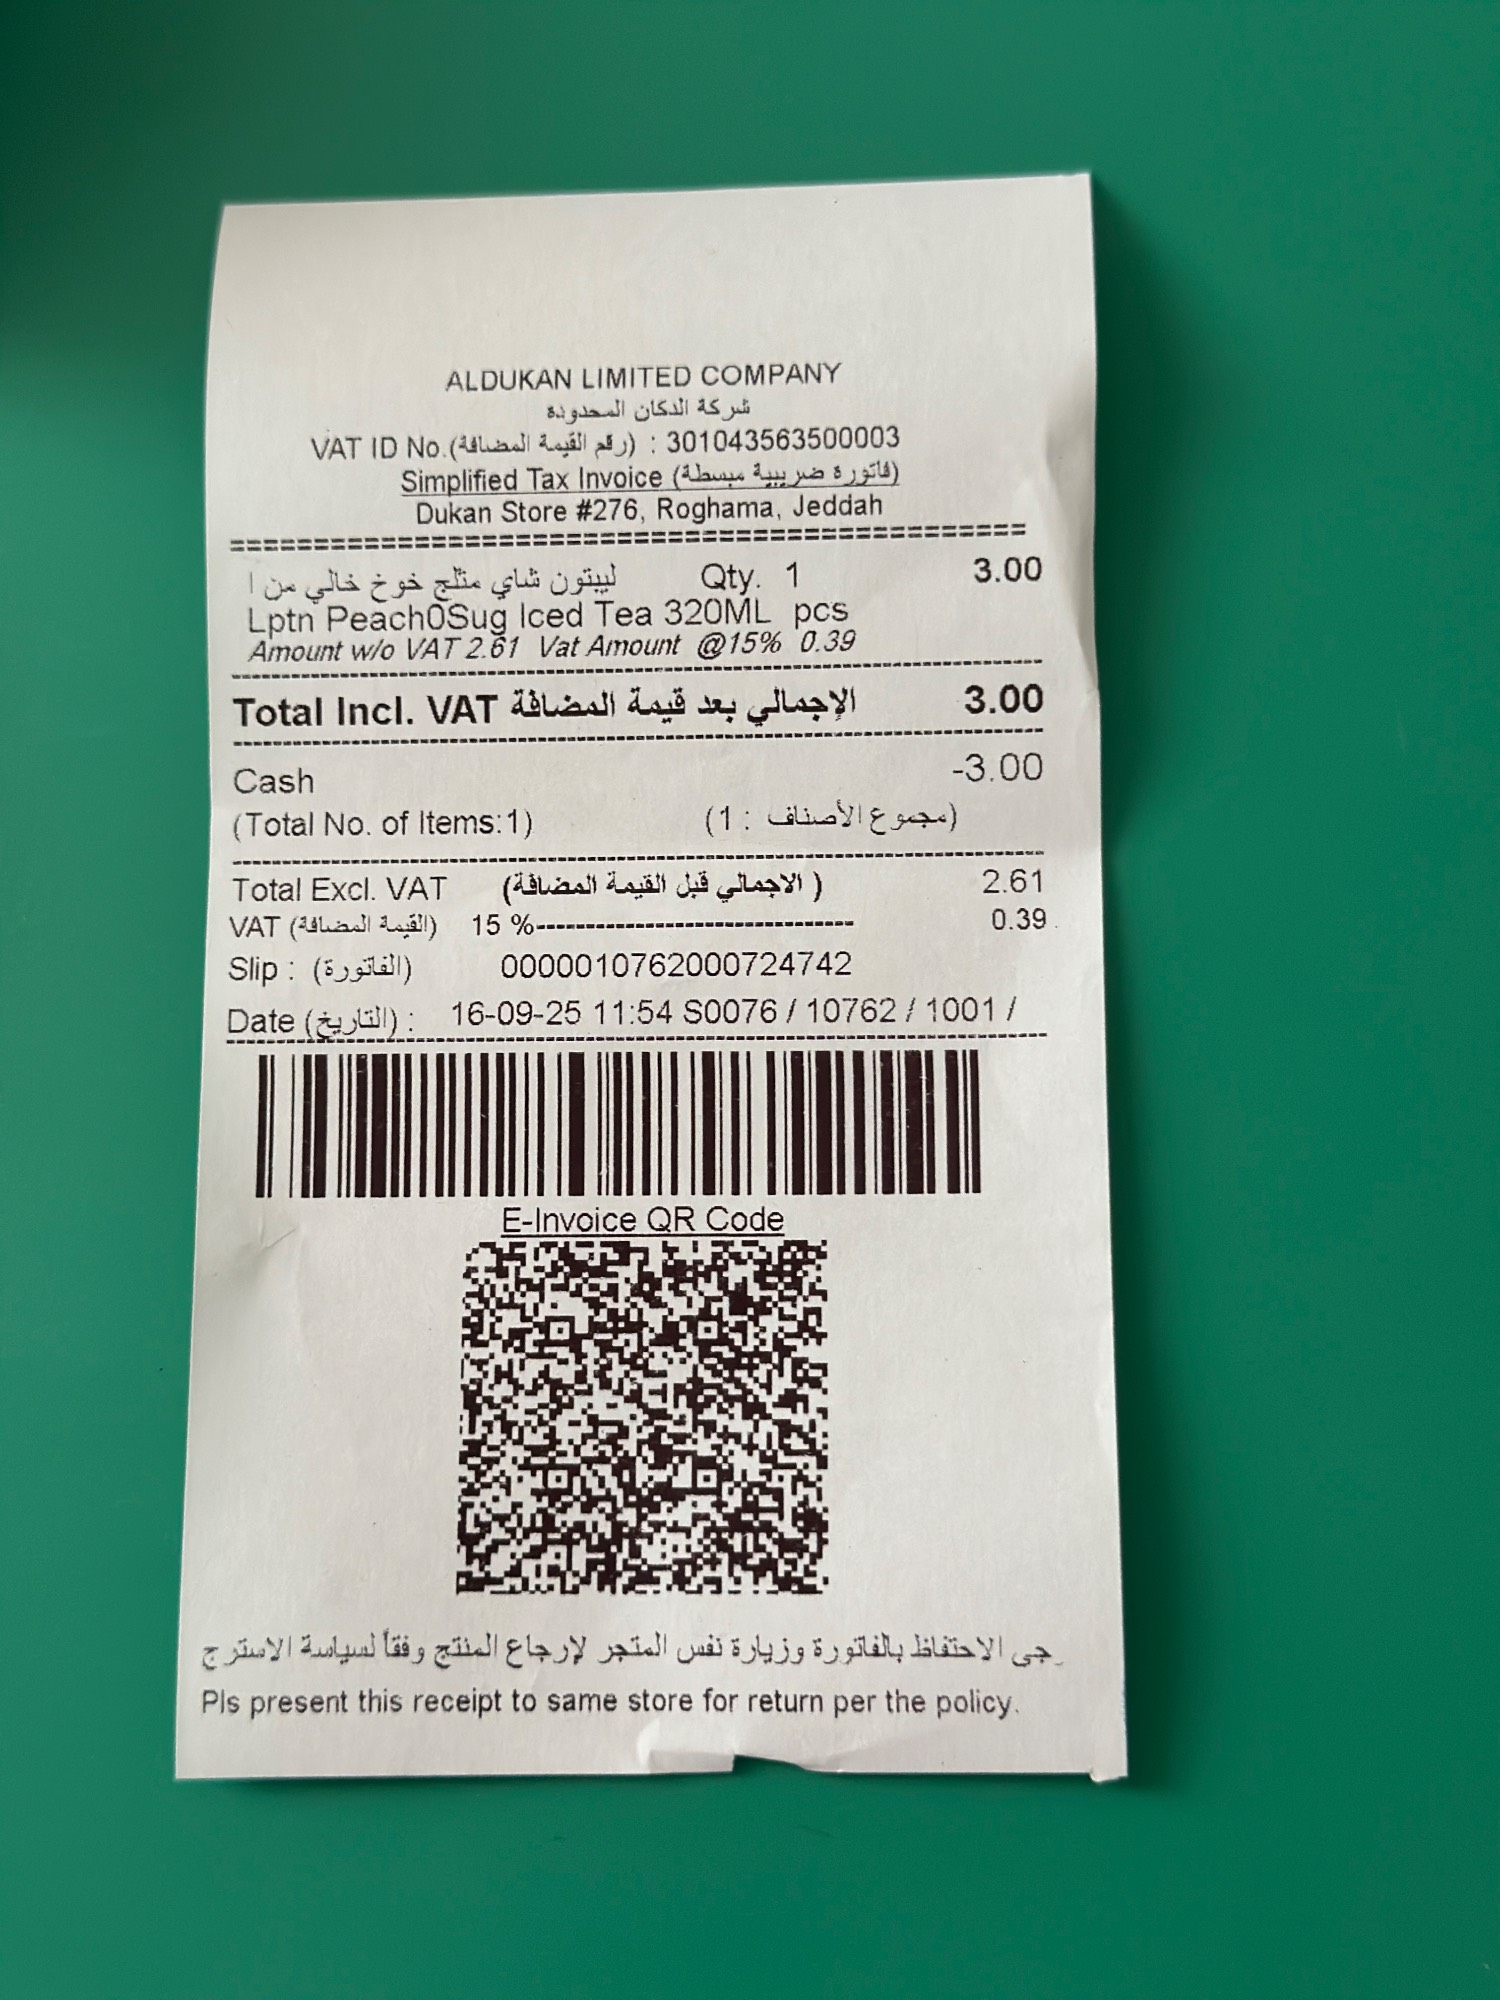 ALDUKAN LIMITED COMPANY
شركة الدكان المحدودة
VAT ID No.(رقم القيمة المضافة) : 301043563500003
Simplified Tax Invoice (فاتورة ضريبية مبسطة)
Dukan Store #276, Roghama, Jeddah
================================================
ليبتون شاي مثلج خوخ خالي من ا Qty. 1 3.00
Lptn Peach0Sug Iced Tea 320ML pcs
Amount w/o VAT 2.61 Vat Amount @15% 0.39
Total Incl. VAT الإجمالي بعد قيمة المضافة 3.00
Cash -3.00
(Total No. of Items:1) (مجموع الأصناف : 1)
Total Excl. VAT (الاجمالي قبل القيمة المضافة ) 2.61
VAT (القيمة المضافة) 15 %-------------------------------- 0.39
Slip : (الفاتورة) 0000010762000724742
Date (التاريخ) : 16-09-25 11:54 S0076 / 10762 / 1001 /
E-Invoice QR Code
رجى الاحتفاظ بالفاتورة وزيارة نفس المتجر لإرجاع المنتج وفقاً لسياسة الاسترج
Pls present this receipt to same store for return per the policy.